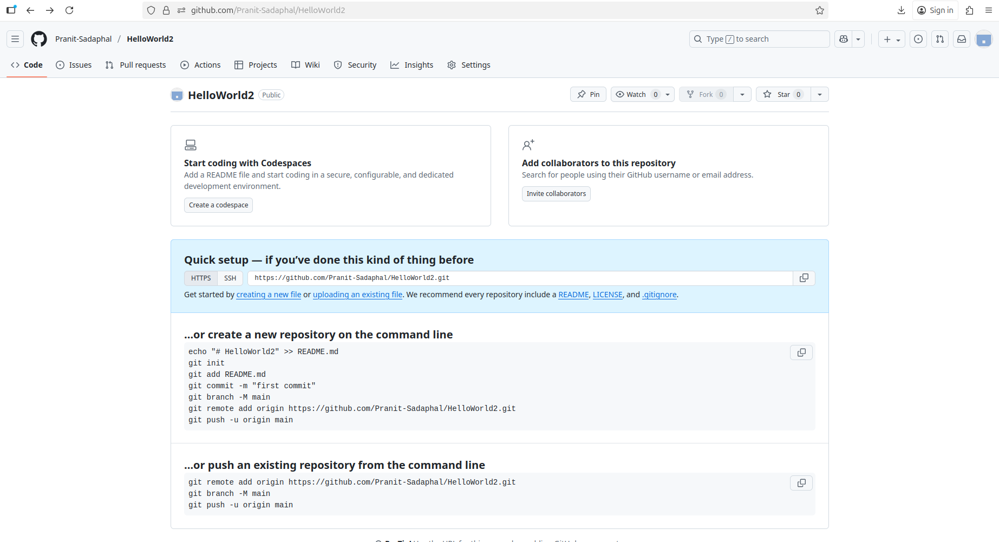 github.com/Pranit-Sadaphal/HelloWorld2
Sign in
Pranit-Sadaphal / HelloWorld2
Type / to search
Code Issues Pull requests Actions Projects Wiki Security Insights Settings
HelloWorld2 Public
Pin Watch 0 Fork 0 Star 0
Start coding with Codespaces
Add a README file and start coding in a secure, configurable, and dedicated
development environment.
Create a codespace
Add collaborators to this repository
Search for people using their GitHub username or email address.
Invite collaborators
Quick setup — if you’ve done this kind of thing before
HTTPS SSH https://github.com/Pranit-Sadaphal/HelloWorld2.git
Get started by creating a new file or uploading an existing file. We recommend every repository include a README, LICENSE, and .gitignore.
…or create a new repository on the command line
echo "# HelloWorld2" >> README.md
git init
git add README.md
git commit -m "first commit"
git branch -M main
git remote add origin https://github.com/Pranit-Sadaphal/HelloWorld2.git
git push -u origin main
…or push an existing repository from the command line
git remote add origin https://github.com/Pranit-Sadaphal/HelloWorld2.git
git branch -M main
git push -u origin main